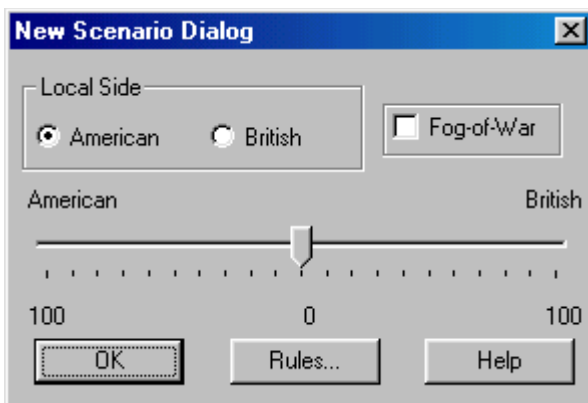 New Scenario Dialog
Local Side
American British
Fog-of-War
American British
100 0 100
OK Rules... Help